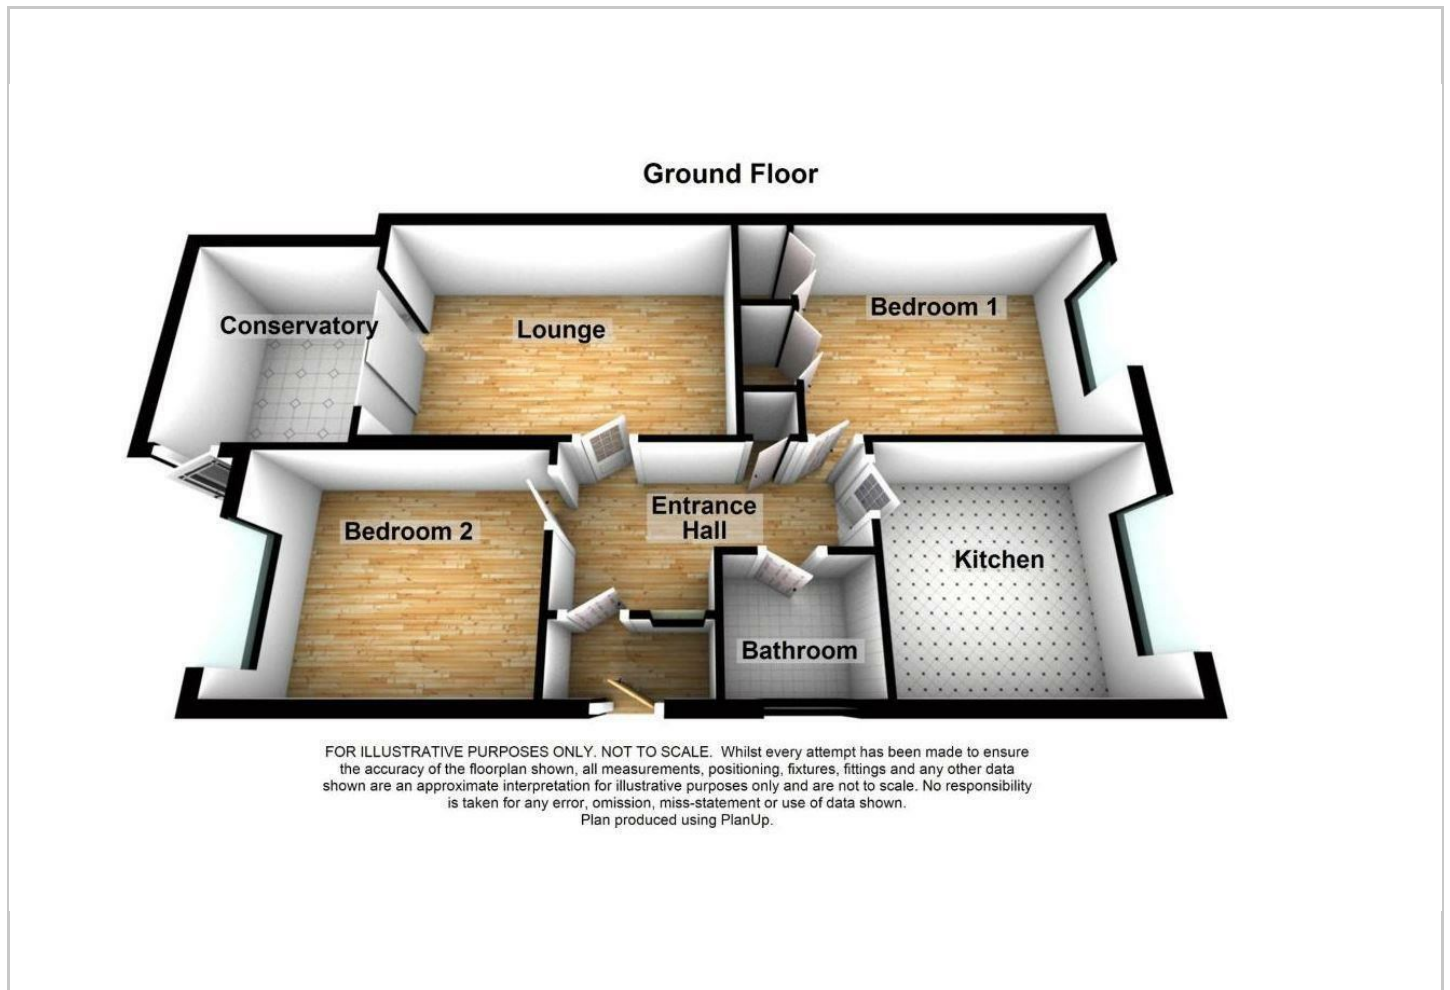 Ground Floor
Conservatory
Lounge
Bedroom 1
Bedroom 2
Entrance
Hall
Kitchen
Bathroom
FOR ILLUSTRATIVE PURPOSES ONLY. NOT TO SCALE. Whilst every attempt has been made to ensure
the accuracy of the floorplan shown, all measurements, positioning, fixtures, fittings and any other data
shown are an approximate interpretation for illustrative purposes only and are not to scale. No responsibility
is taken for any error, omission, miss-statement or use of data shown.
Plan produced using PlanUp.